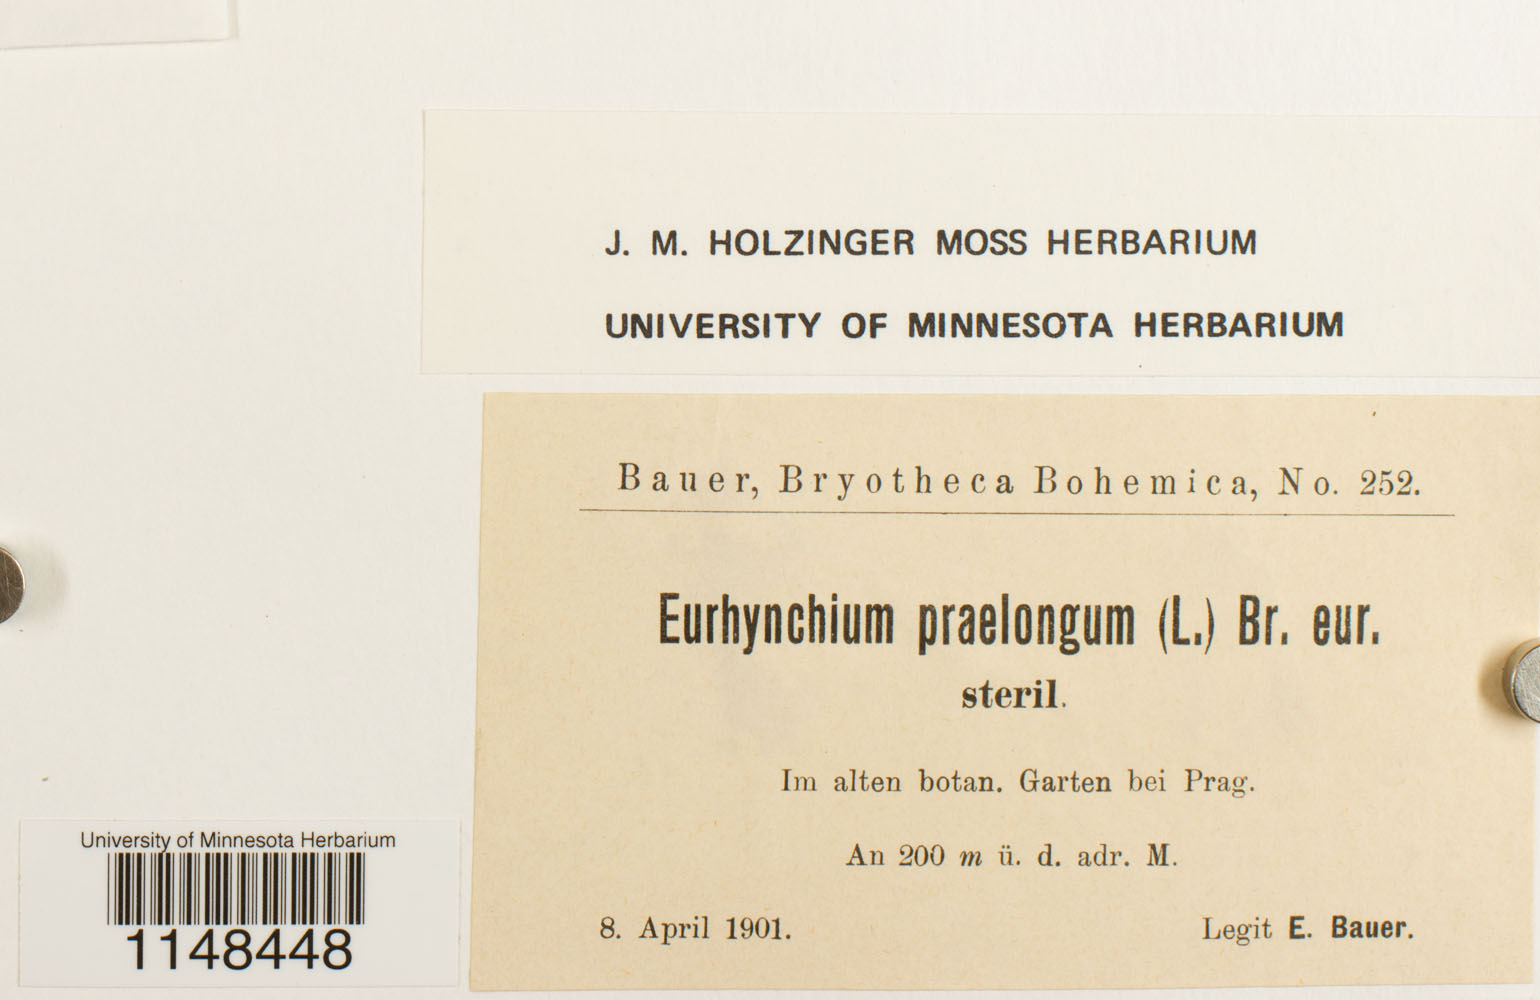 J. M. HOLZINGER MOSS HERBARIUM
UNIVERSITY OF MINNESOTA HERBARIUM
Bauer, Bryotheca Bohemica, No. 252.
Eurhynchium praelongum (L.) Br. eur.
steril.
Im alten botan. Garten bei Prag.
An 200 m ü. d. adr. M.
8. April 1901. Legit E. Bauer.
University of Minnesota Herbarium
1148448